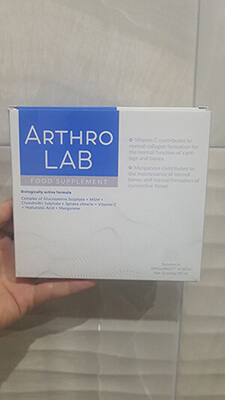 ARTHRO
LAB
FOOD SUPPLEMENT
Biologically active formula
Complex of Glucosamine Sulphate + MSM +
Chondroitin Sulphate +
+ Vitamin C
+ Hyaluronic Acid + Manganese
Vitamin C contributes to
normal collagen formation for
the normal function of carti-
lage and bones.
Manganese contributes to
the maintenance of normal
bones and normal formation of
connective tissue.